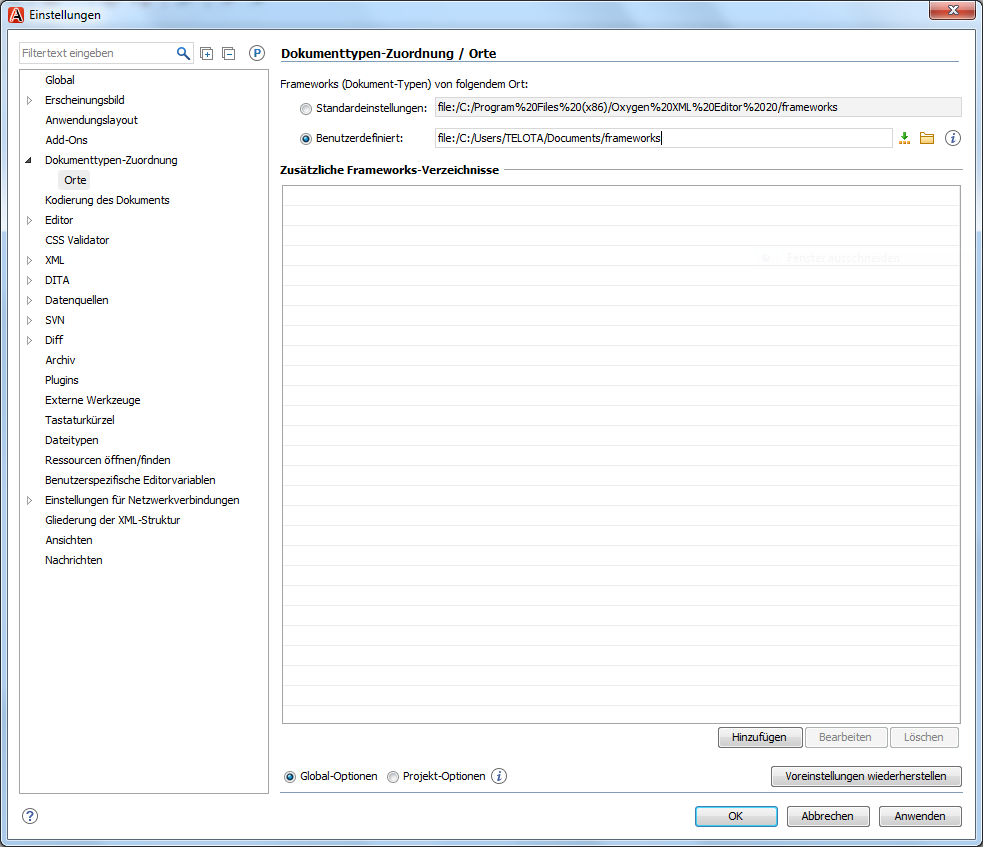 Einstellungen
Filtertext eingeben
P
Global
Erscheinungsbild
Anwendungslayout
Add-Ons
Dokumenttypen-Zuordnung
Orte
Kodierung des Dokuments
Editor
CSS Validator
XML
DITA
Datenquellen
SVN
Diff
Archiv
Plugins
Externe Werkzeuge
Tastaturkürzel
Dateitypen
Ressourcen öffnen/finden
Benutzerspezifische Editorvariablen
Einstellungen für Netzwerkverbindungen
Gliederung der XML-Struktur
Ansichten
Nachrichten
Dokumenttypen-Zuordnung / Orte
Frameworks (Dokument-Typen) von folgendem Ort:
Standardeinstellungen: file:/C:/Program%20Files%20(x86)/Oxygen%20XML%20Editor%2020/frameworks
Benutzerdefiniert: file:/C:/Users/TELOTA/Documents/frameworks
Zusätzliche Frameworks-Verzeichnisse
Fenster ausschneiden
Hinzufügen Bearbeiten Löschen
Global-Optionen Projekt-Optionen
Voreinstellungen wiederherstellen
? OK Abbrechen Anwenden